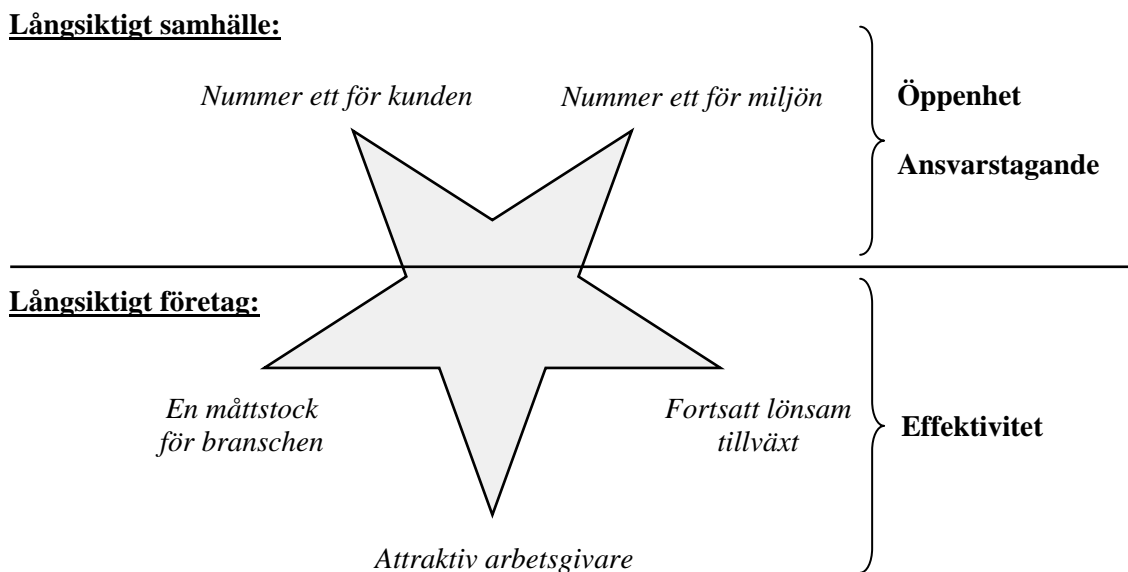 Långsiktigt samhälle:
Nummer ett för kunden
Nummer ett för miljön
Öppenhet
Ansvarstagande
Långsiktigt företag:
En måttstock
för branschen
Fortsatt lönsam
tillväxt
Effektivitet
Attraktiv arbetsgivare